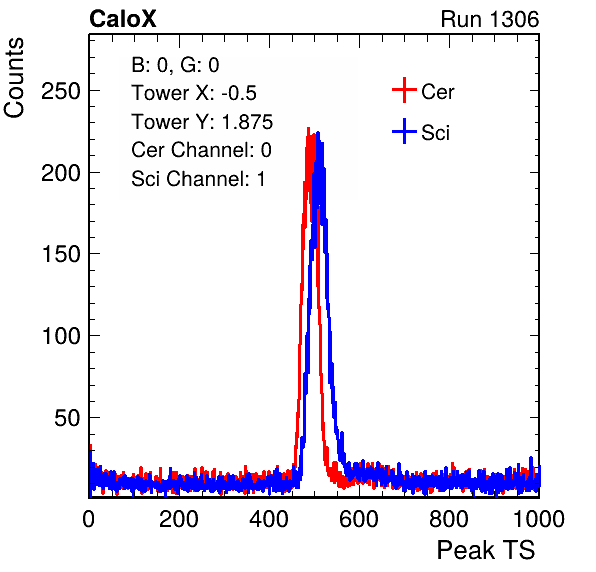 CaloX Run 1306
Counts
B: 0, G: 0
Tower X: -0.5
Tower Y: 1.875
Cer Channel: 0
Sci Channel: 1
Cer
Sci
250
200
150
100
50
0 200 400 600 800 1000
Peak TS